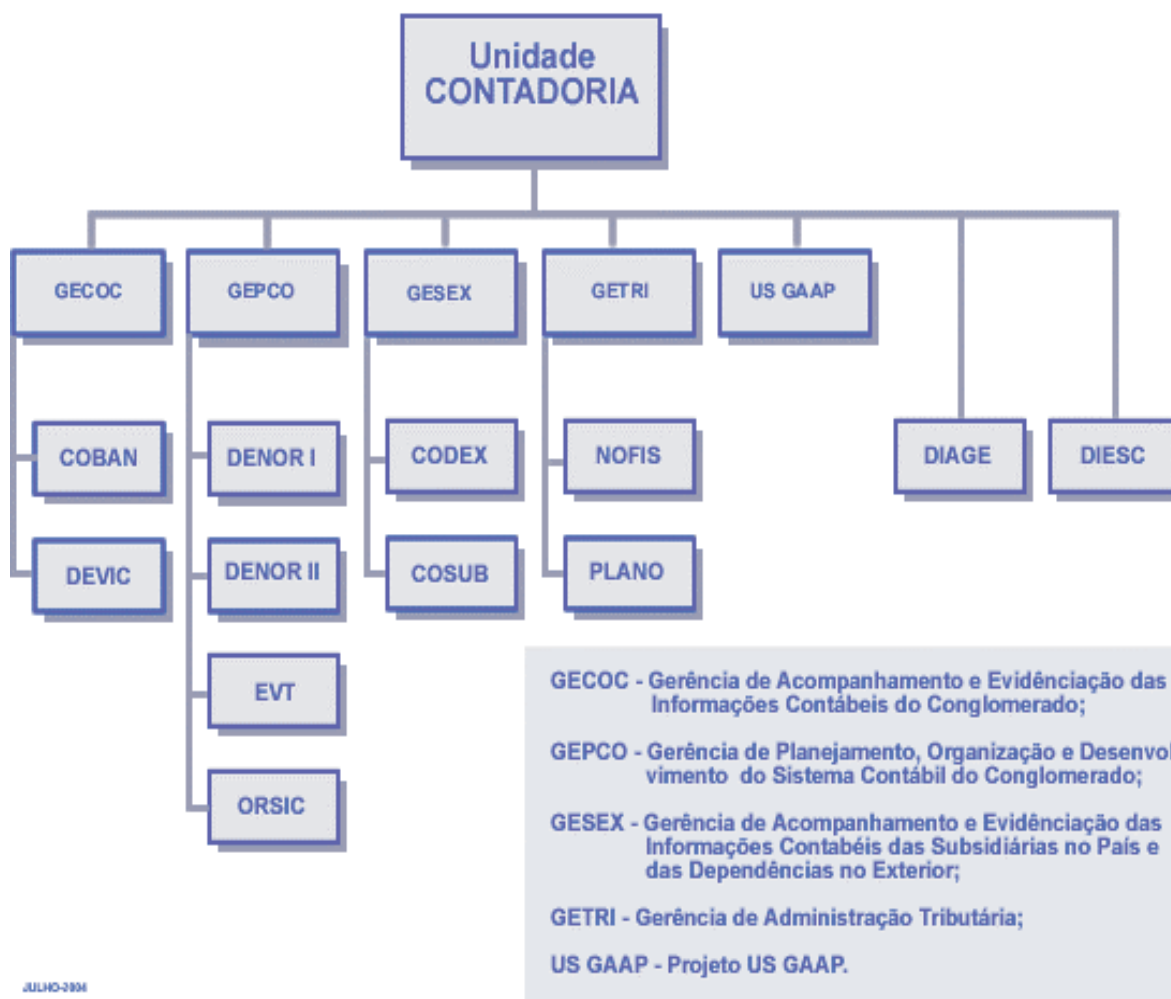 Unidade
CONTADORIA
GECOC
GEPCO
GESEX
GETRI
US GAAP
COBAN
DENOR I
CODEX
NOFIS
DIAGE
DIESC
DEVIC
DENOR II
COSUB
PLANO
EVT
ORSIC
GECOC - Gerência de Acompanhamento e Evidênciação das
Informações Contábeis do Conglomerado;
GEPCO - Gerência de Planejamento, Organização e Desenvol
vimento do Sistema Contábil do Conglomerado;
GESEX - Gerência de Acompanhamento e Evidênciação das
Informações Contabéis das Subsidiárias no País e
das Dependências no Exterior;
GETRI - Gerência de Administração Tributária;
US GAAP - Projeto US GAAP.